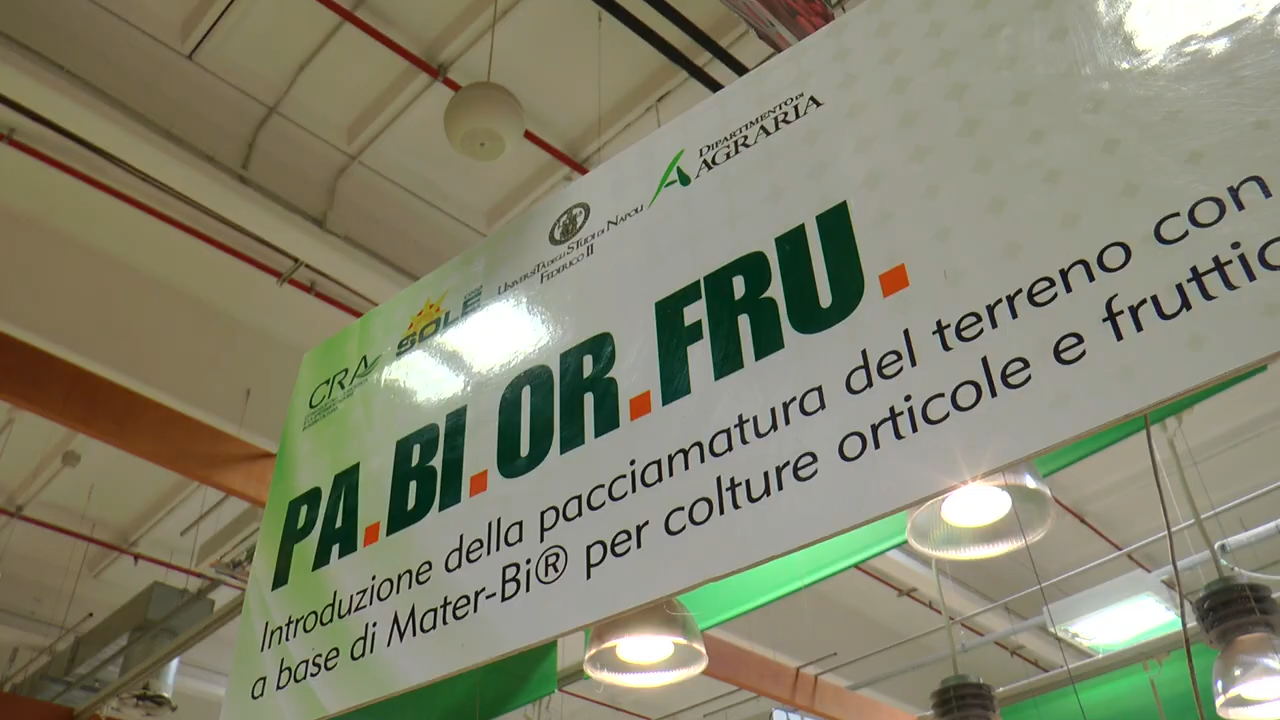 CRA
SOLE
UNIVERSITÀ DEGLI STUDI DI NAPOLI
FEDERICO II
DIPARTIMENTO DI
AGRARIA
PA.BI.OR.FRU.
Introduzione della pacciamatura del terreno con
a base di Mater-Bi® per colture orticole e fruttic